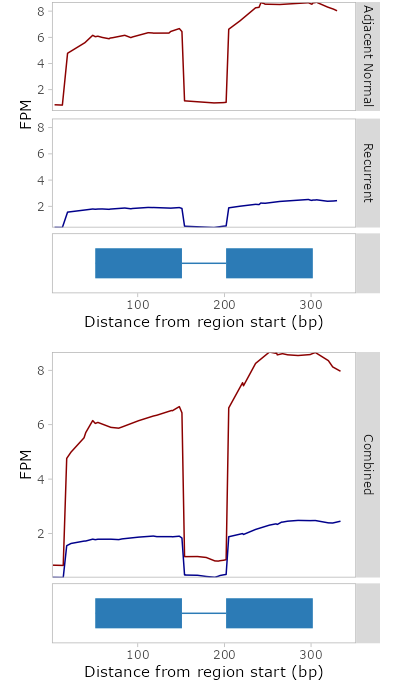 8
6
4
2
Adjacent Normal
FPM
8
6
4
2
Recurrent
100 200 300
Distance from region start (bp)
8
6
4
2
FPM
Combined
100 200 300
Distance from region start (bp)